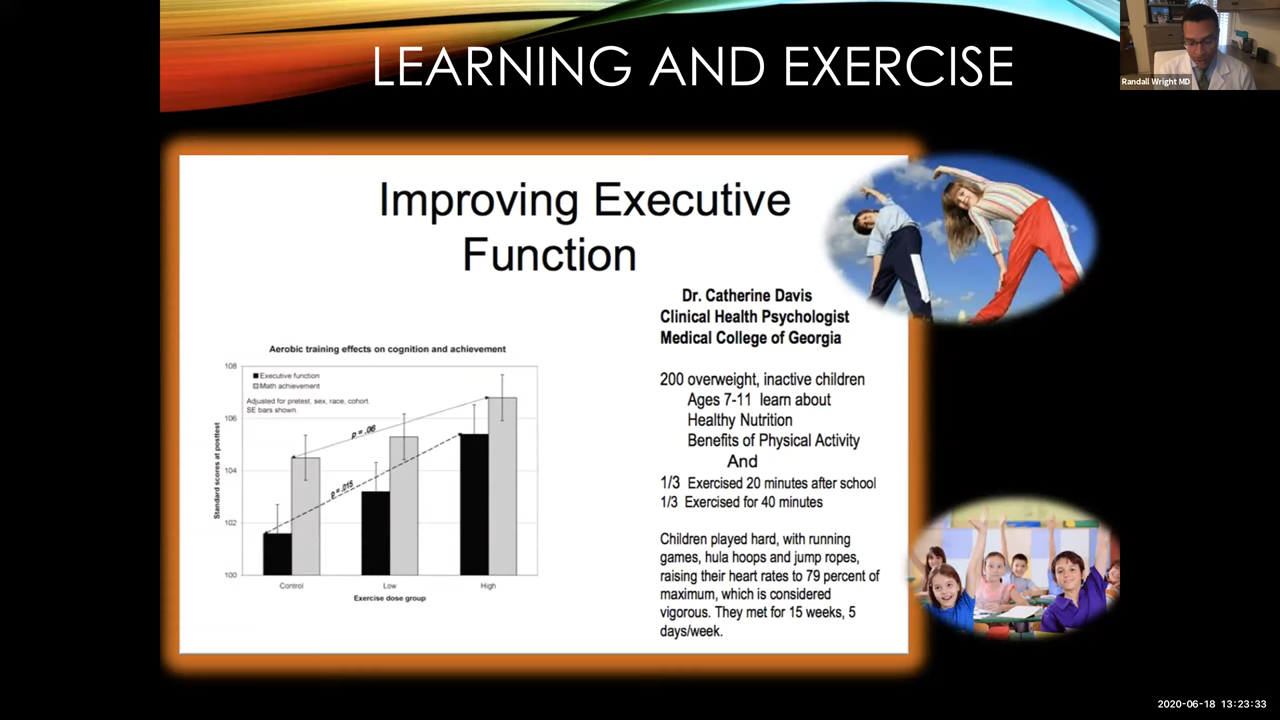 LEARNING AND EXERCISE
Randall Wright MD
Improving Executive
Function
Dr. Catherine Davis
Clinical Health Psychologist
Medical College of Georgia
200 overweight, inactive children
Ages 7-11 learn about
Healthy Nutrition
Benefits of Physical Activity
And
1/3 Exercised 20 minutes after school
1/3 Exercised for 40 minutes
Children played hard, with running
games, hula hoops and jump ropes,
raising their heart rates to 79 percent of
maximum, which is considered
vigorous. They met for 15 weeks, 5
days/week.
Aerobic training effects on cognition and achievement
108
106
104
102
100
Standard scores at posttest
Executive function
Math achievement
Adjusted for pretest, sex, race, cohort.
SE bars shown.
p = .06
p = .015
Control Low High
Exercise dose group
2020-06-18 13:23:33